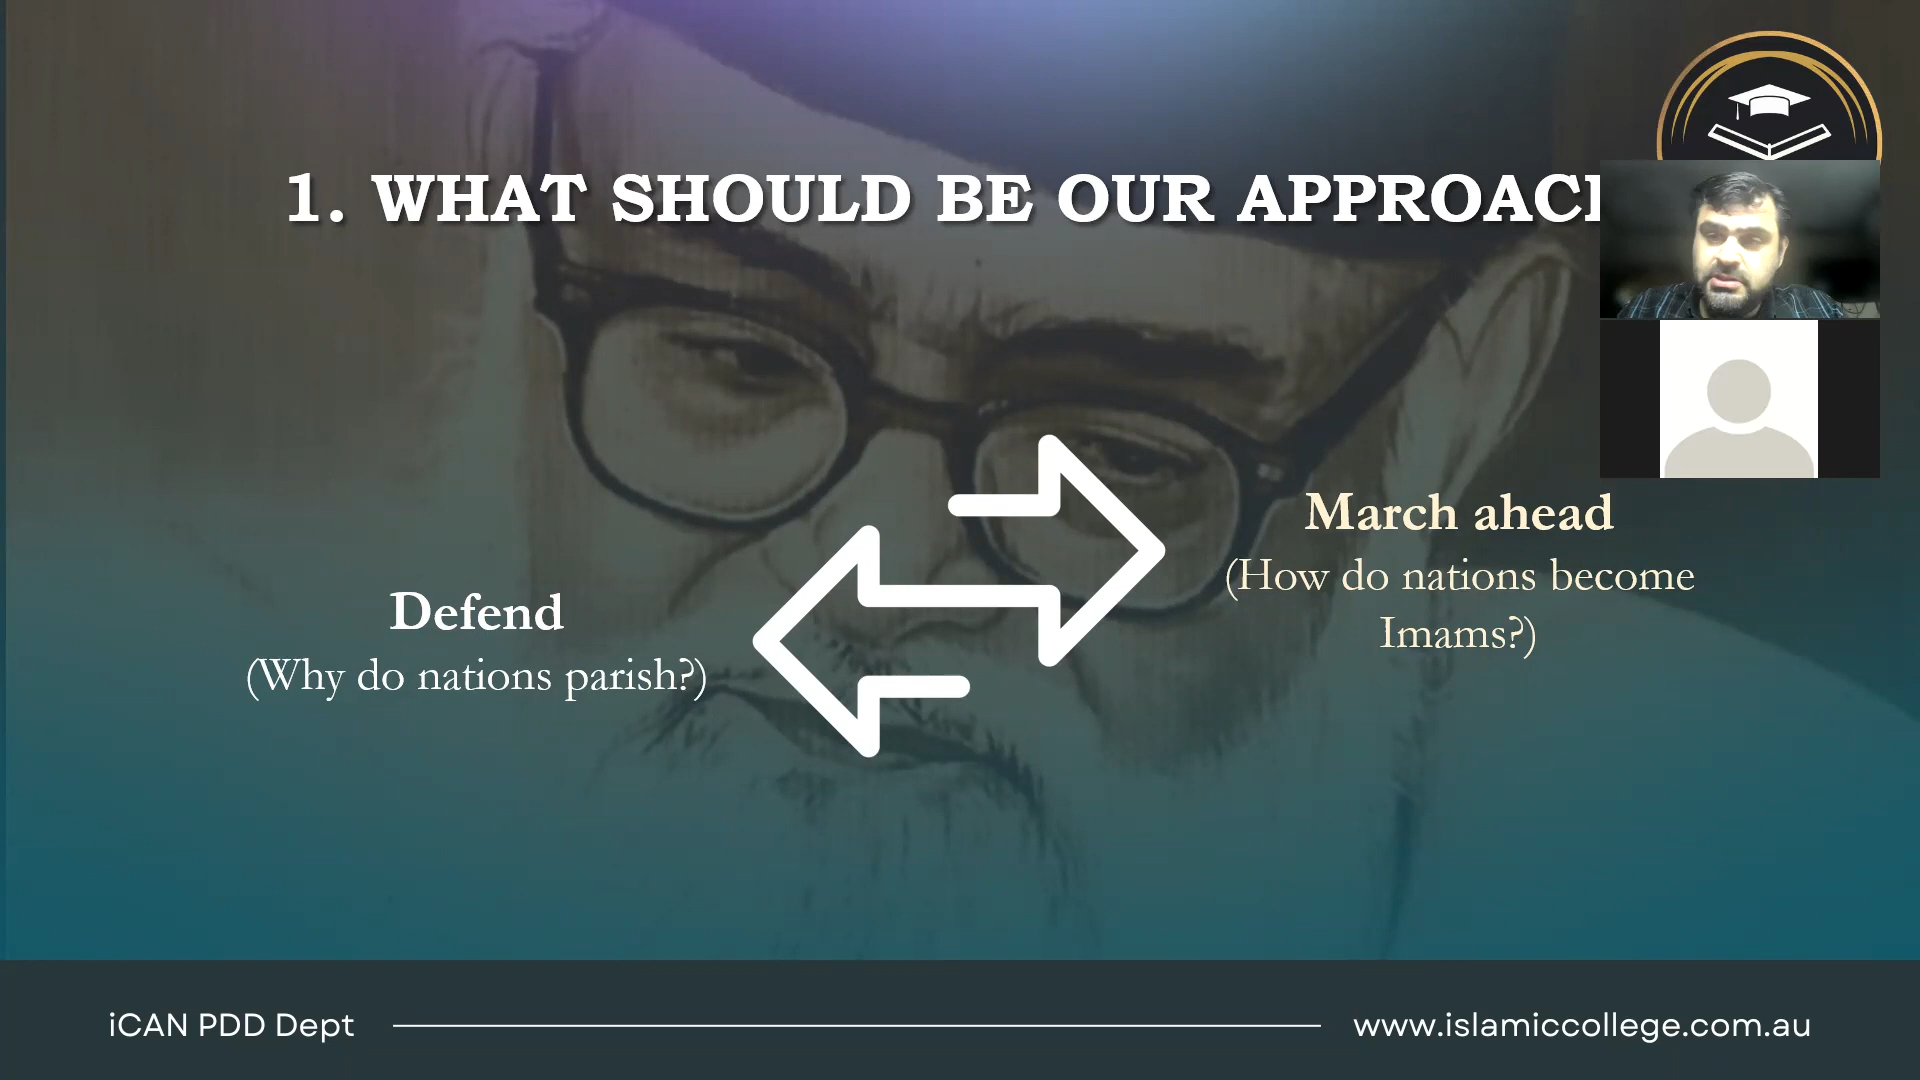 1. WHAT SHOULD BE OUR
March ahead
(How do nations become
Imams?)
Defend
(Why do nations parish?)
iCAN PDD Dept
www.islamiccollege.com.au